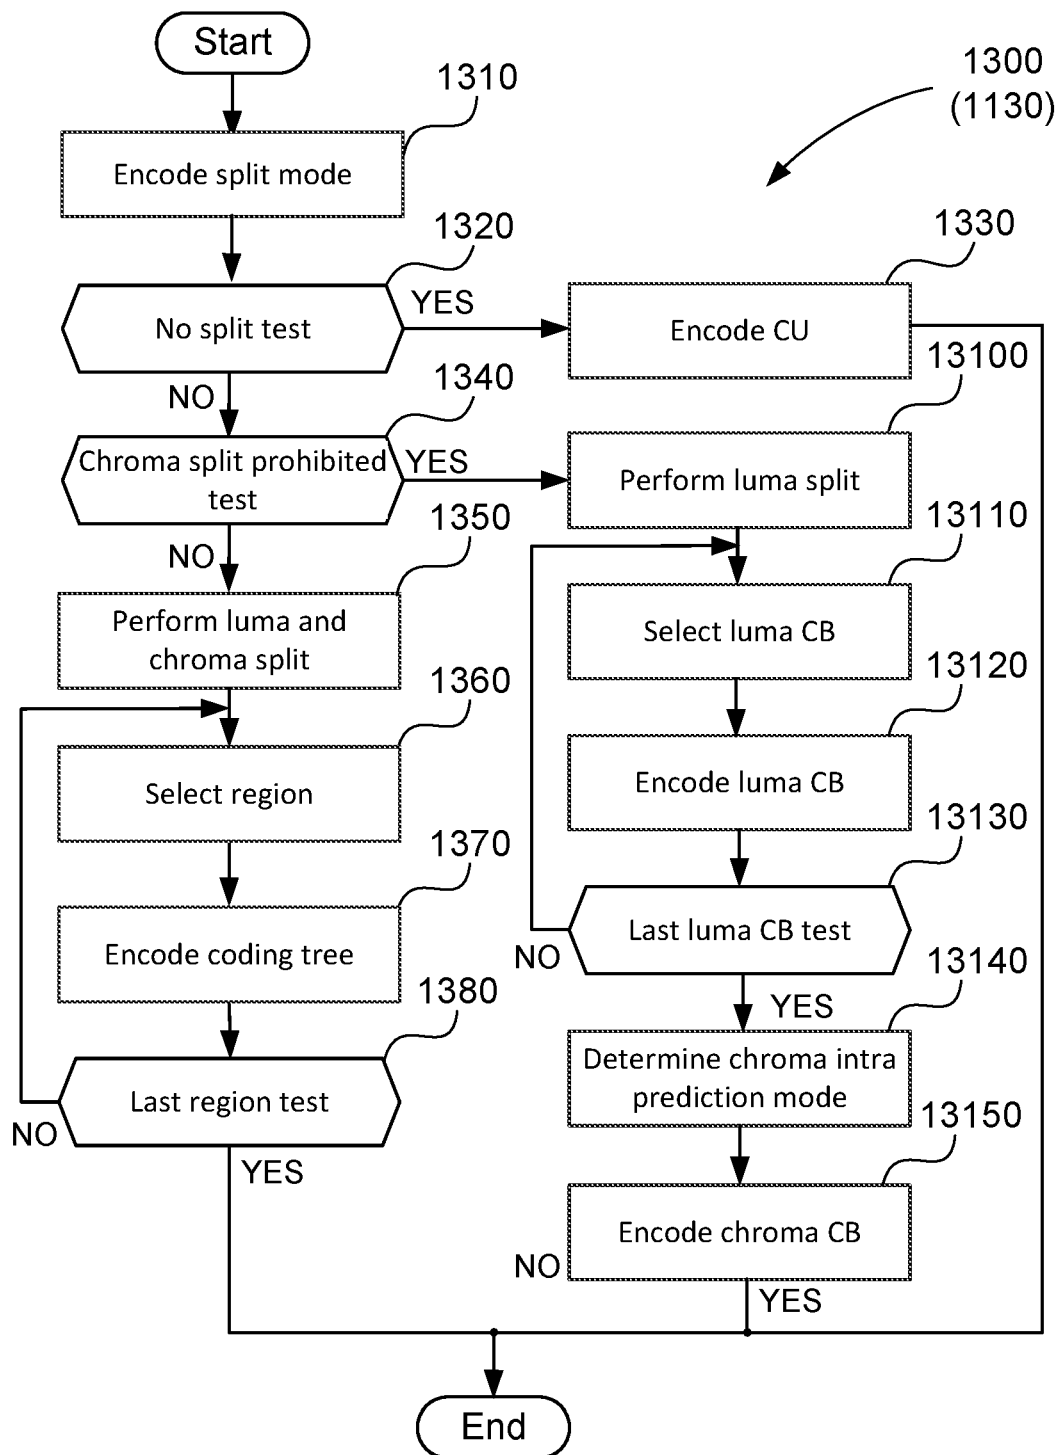 Start
1300
(1130)
1310
Encode split mode
1320
1330
No split test
YES
Encode CU
NO
1340
13100
Chroma split prohibited
test
YES
Perform luma split
NO
1350
13110
Perform luma and
chroma split
Select luma CB
1360
13120
Select region
Encode luma CB
1370
13130
Encode coding tree
Last luma CB test
NO
1380
YES
13140
Last region test
NO
Determine chroma intra
prediction mode
YES
13150
Encode chroma CB
NO
YES
End